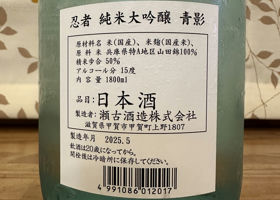 忍者 純米大吟醸 青影
原材料名/米(国産)、米麹(国産米)、
原 料 米 兵庫県特A地区山田錦100%
精米歩合 50%
アルコール分 15度
内 容 量 1800ml
品目 日本酒
製造者:瀬古酒造株式会社
滋賀県甲賀市甲賀町上野1807
製造年月 2025.5
飲酒は20歳になってから。
開栓後は冷暗所に保存してください。
4 991086 012017